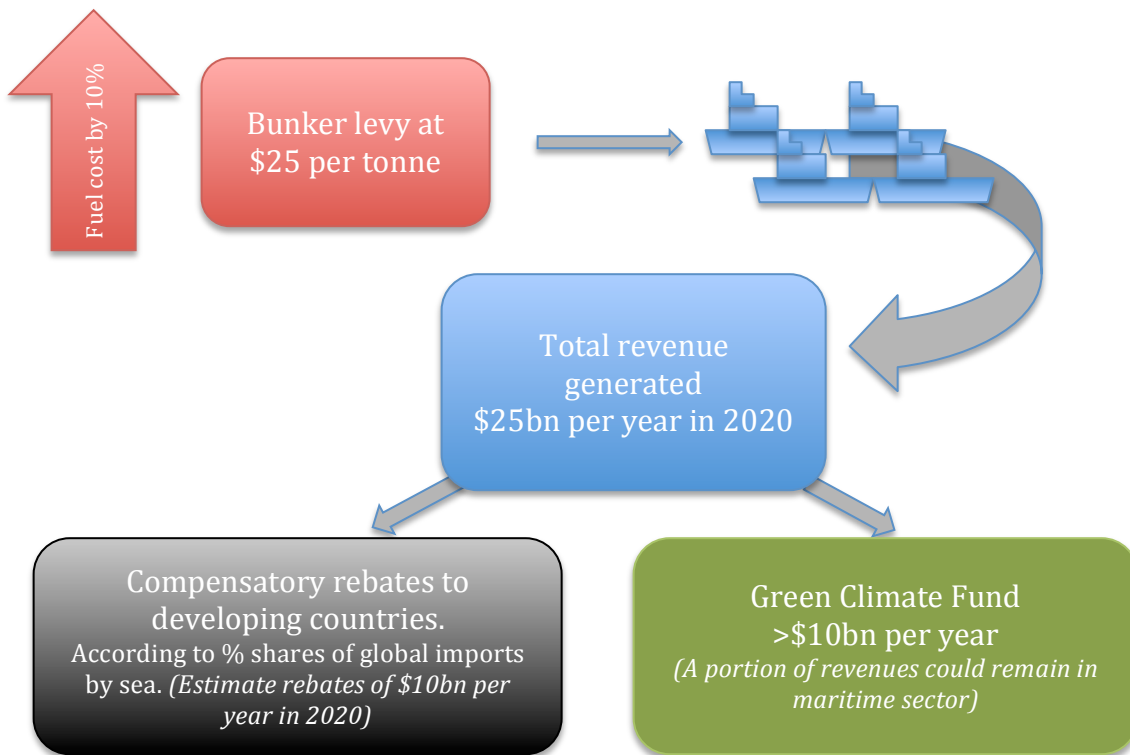 Fuel cost by 10%
Bunker levy at
$25 per tonne
Total revenue
generated
$25bn per year in 2020
Compensatory rebates to
developing countries.
According to % shares of global imports
by sea. (Estimate rebates of $10bn per
year in 2020)
Green Climate Fund
>$10bn per year
(A portion of revenues could remain in
maritime sector)